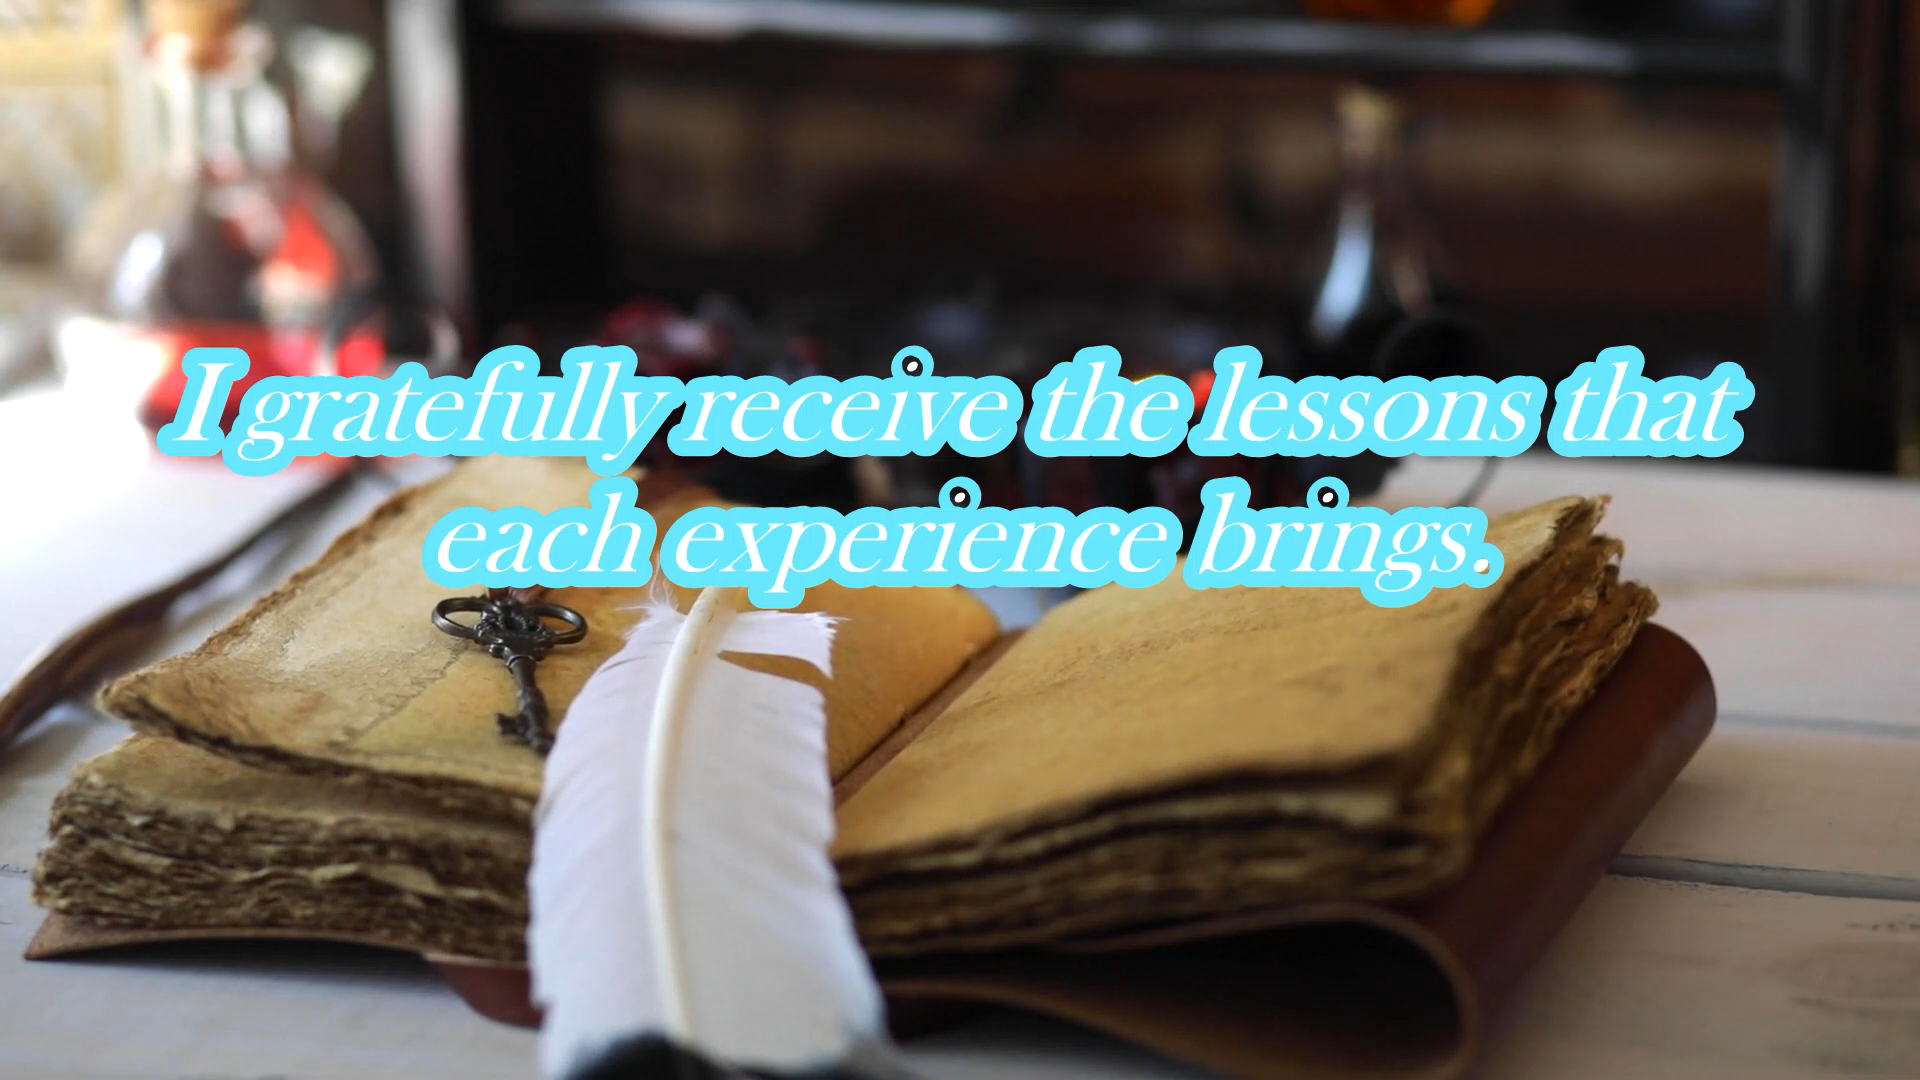 I gratefully receive the lessons that
each experience brings.